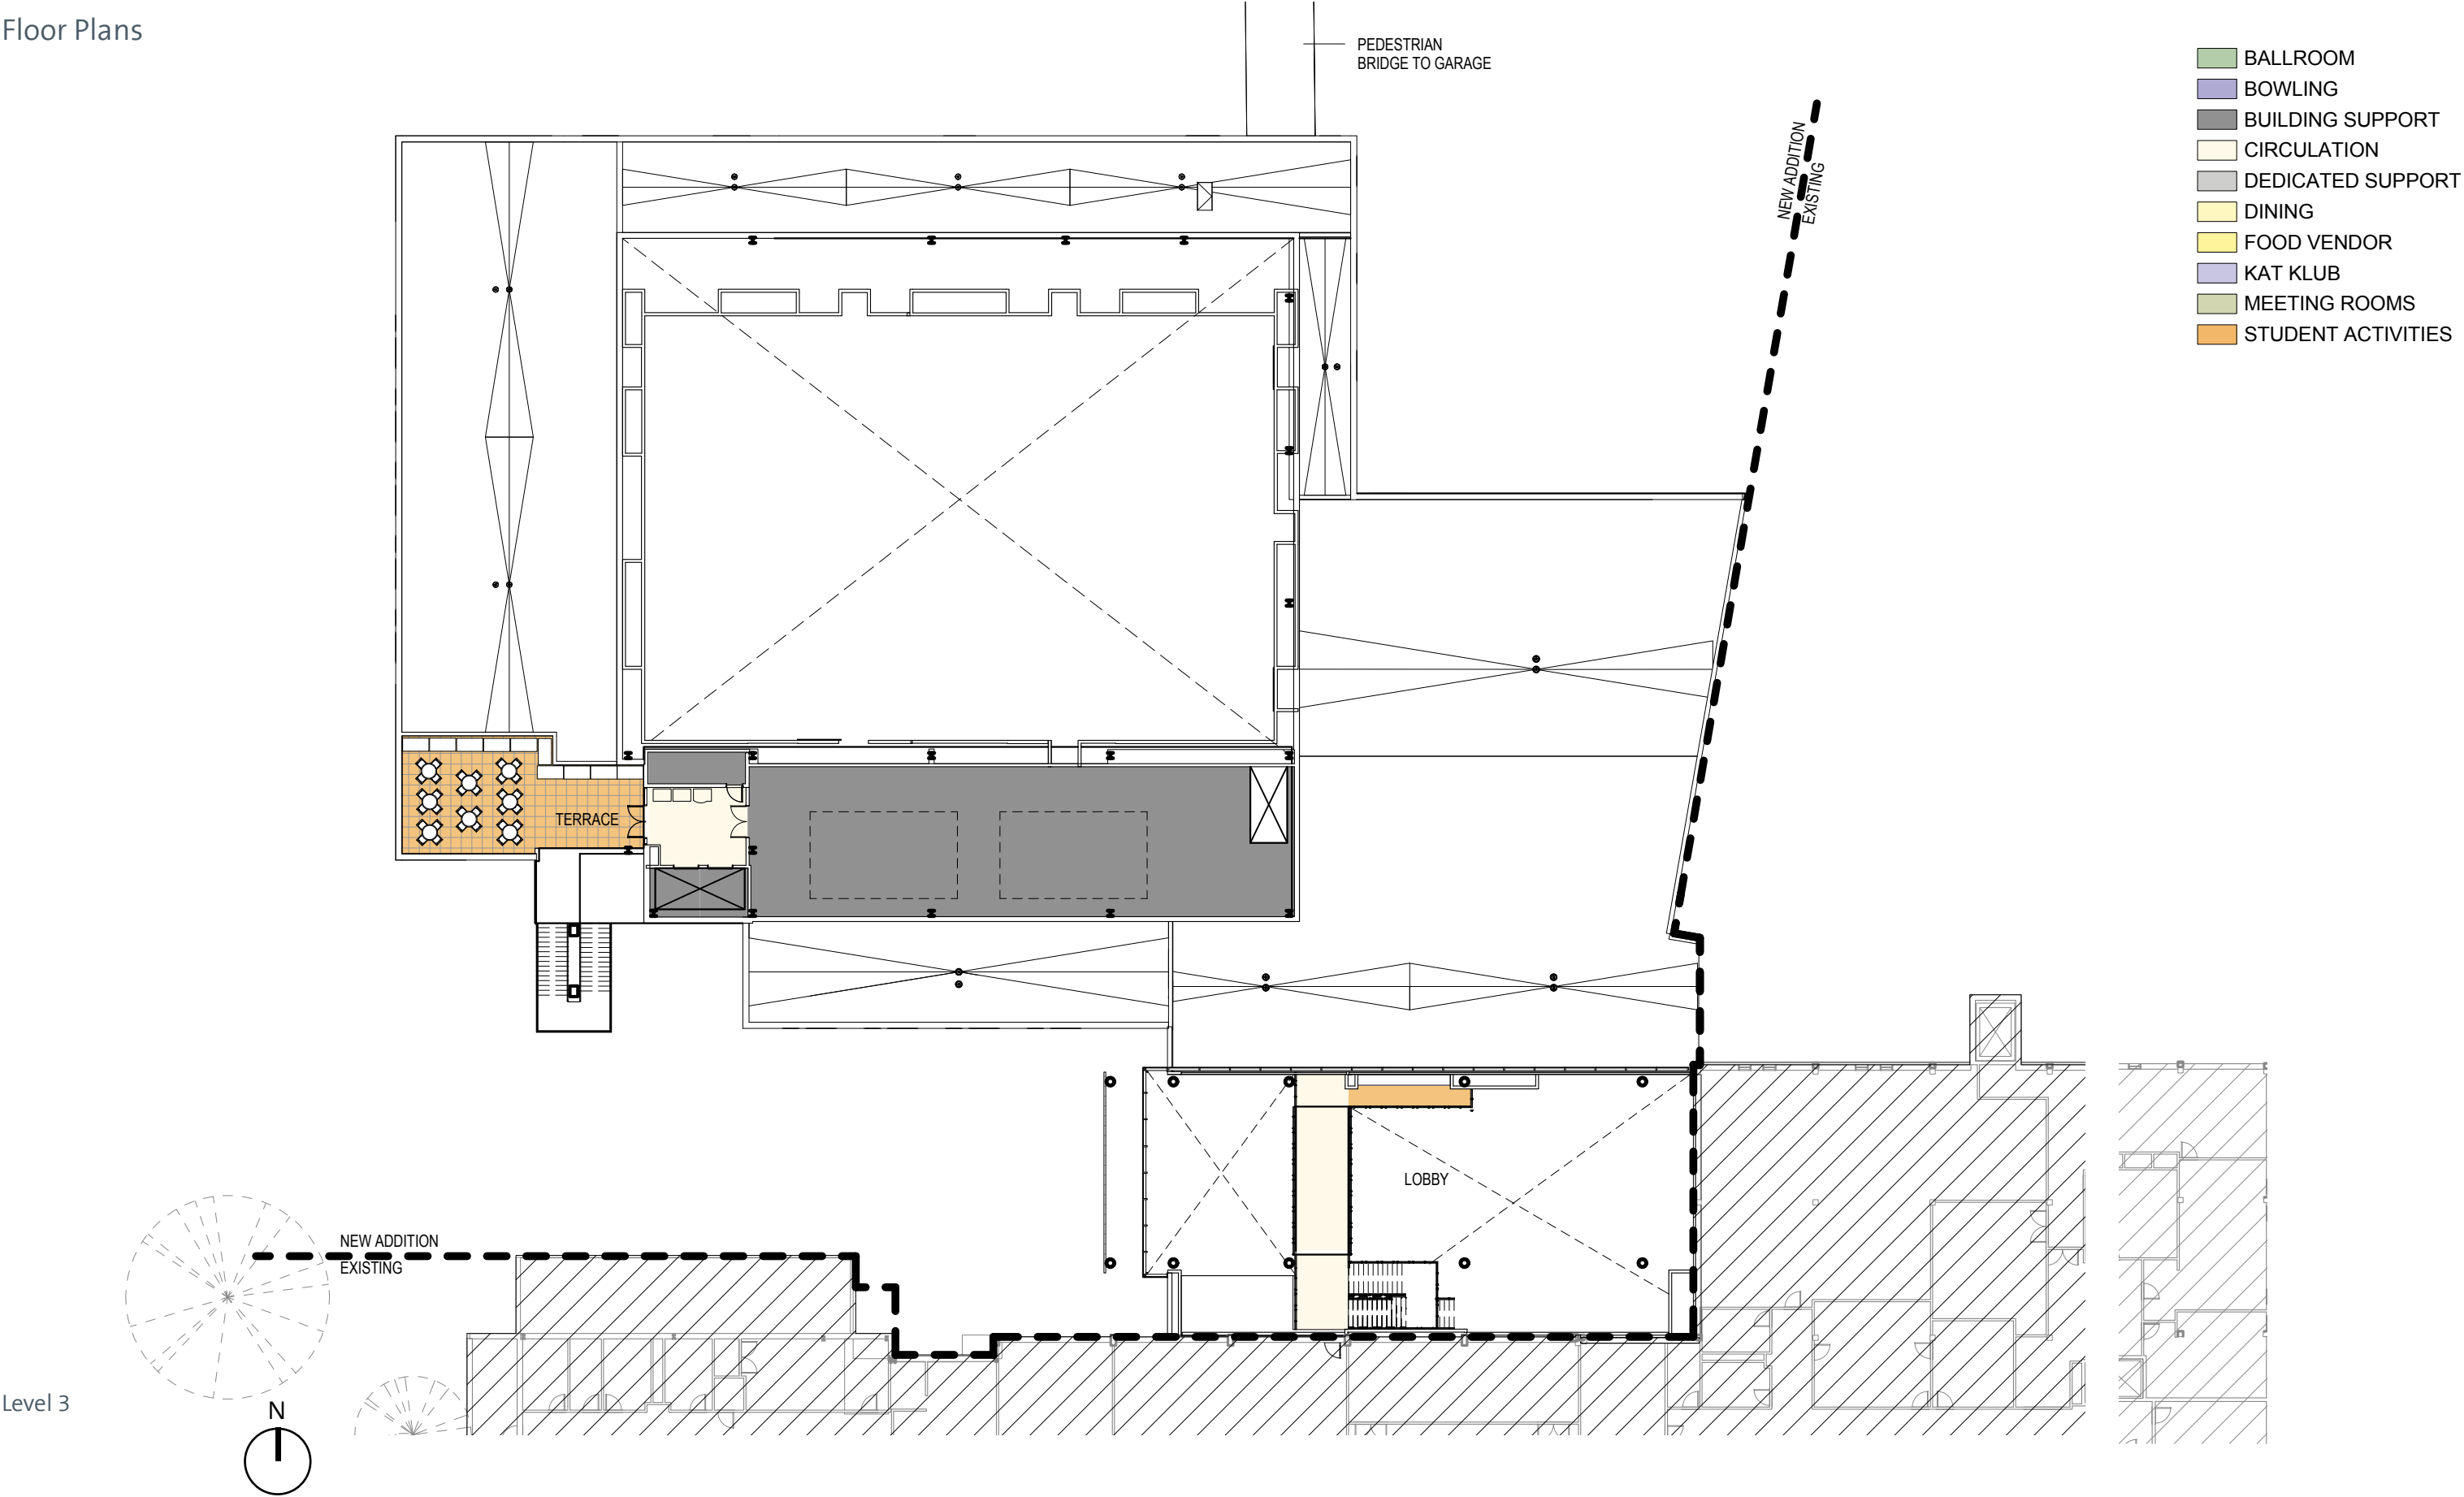 Floor Plans
PEDESTRIAN
BRIDGE TO GARAGE
BALLROOM
BOWLING
BUILDING SUPPORT
CIRCULATION
DEDICATED SUPPORT
DINING
FOOD VENDOR
KAT KLUB
MEETING ROOMS
STUDENT ACTIVITIES
NEW ADDITION
EXISTING
TERRACE
LOBBY
NEW ADDITION
EXISTING
Level 3
N